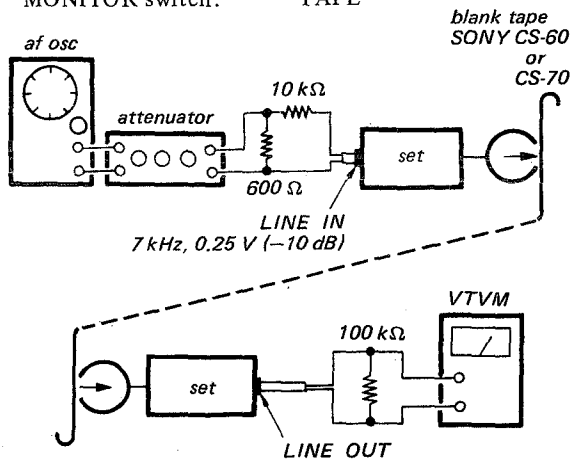 MONITOR switch: TAPE
blank tape
SONY CS-60
or
CS-70
af osc
attenuator
10 kΩ
600 Ω
set
LINE IN
7 kHz, 0.25 V (−10 dB)
VTVM
100 kΩ
set
LINE OUT